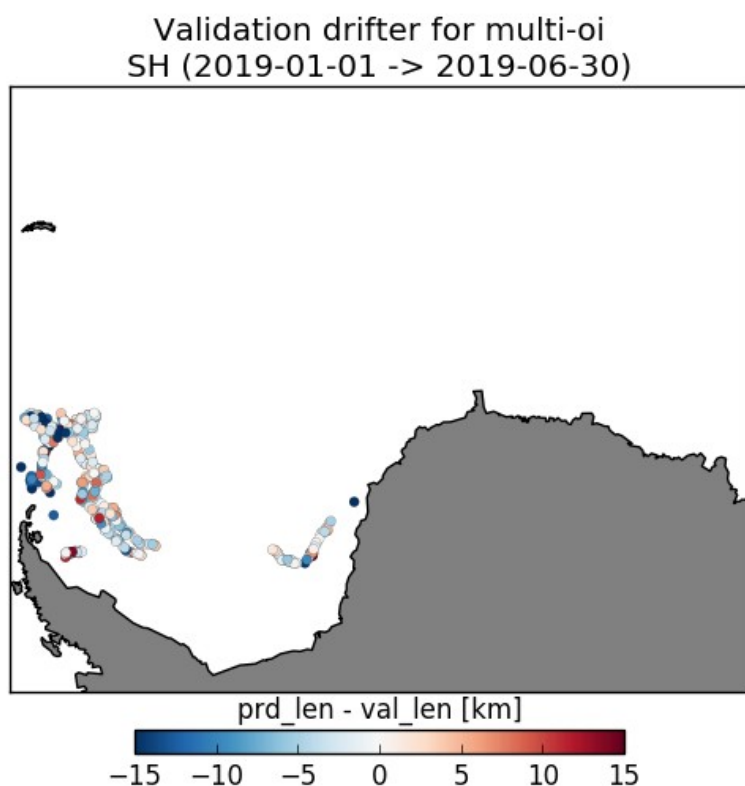 Validation drifter for multi-oi
SH (2019-01-01 -> 2019-06-30)
prd_len - val_len [km]
−15 −10 −5 0 5 10 15